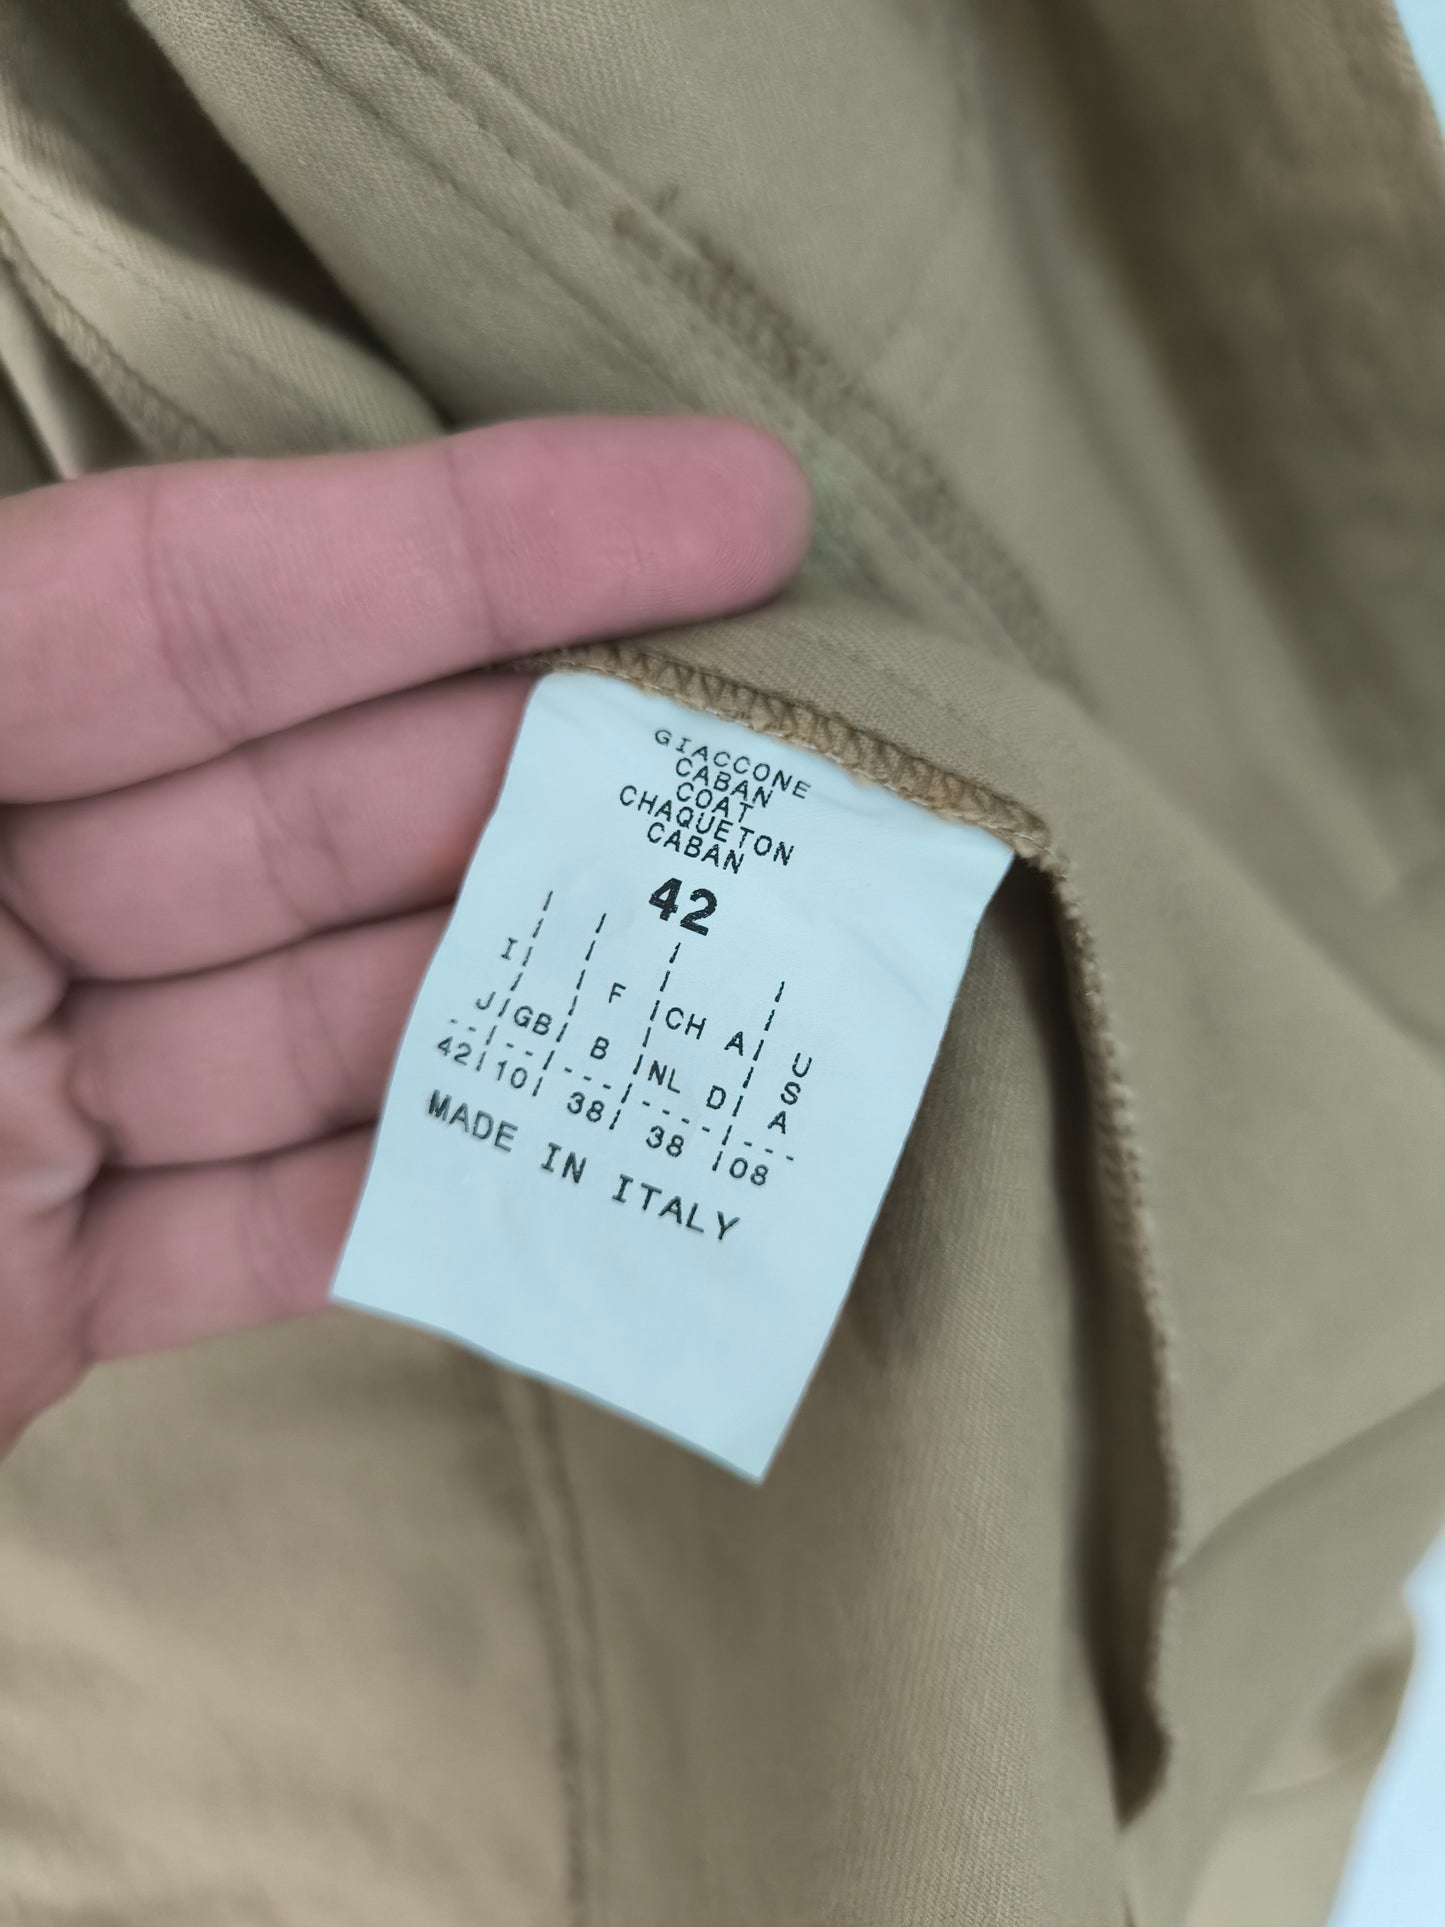 GIACCONE
CABAN
COAT
CHAQUETON
CABAN
42
I F CH A U
J GB B NL D S
A
42 10 38 38 08
MADE IN ITALY